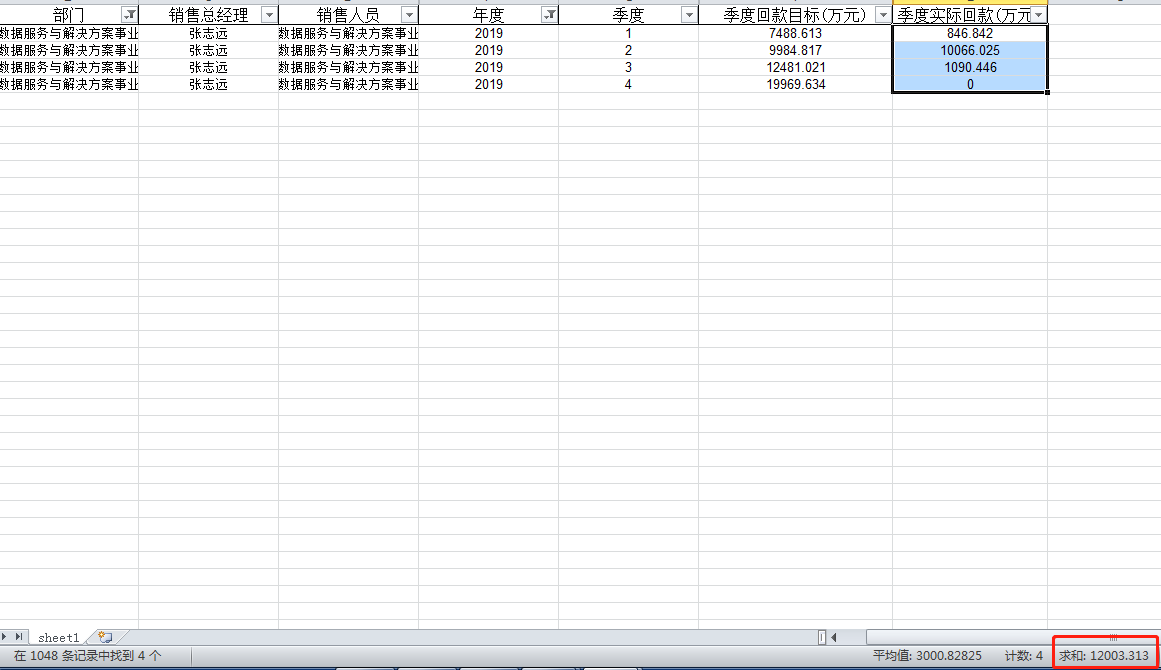 部门 销售总经理 销售人员 年度 季度 季度回款目标(万元) 季度实际回款(万元
数据服务与解决方案事业 张志远 数据服务与解决方案事业 2019 1 7488.613 846.842
数据服务与解决方案事业 张志远 数据服务与解决方案事业 2019 2 9984.817 10066.025
数据服务与解决方案事业 张志远 数据服务与解决方案事业 2019 3 12481.021 1090.446
数据服务与解决方案事业 张志远 数据服务与解决方案事业 2019 4 19969.634 0
sheet1
在 1048 条记录中找到 4 个 平均值: 3000.82825 计数: 4 求和: 12003.313